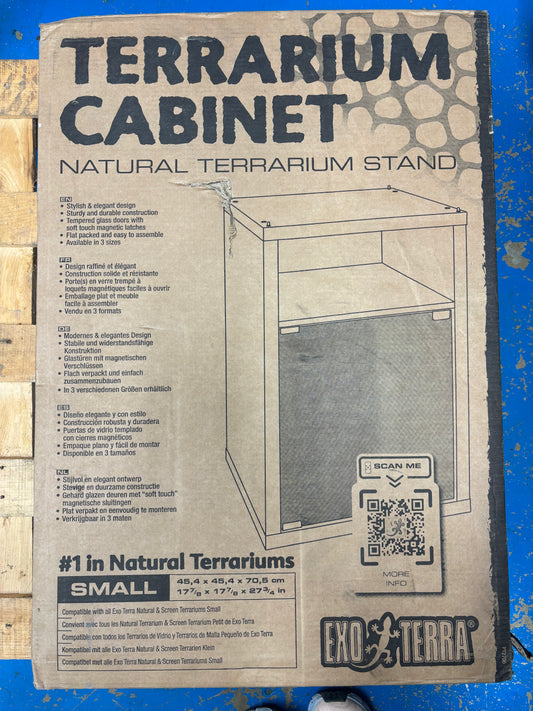 TERRARIUM
CABINET
NATURAL TERRARIUM STAND
EN
• Stylish & elegant design
• Sturdy and durable construction
• Tempered glass doors with
soft touch magnetic latches
• Flat packed and easy to assemble
• Available in 3 sizes
FR
• Design raffiné et élégant
• Construction solide et résistante
• Porte(s) en verre trempé à
loquets magnétiques faciles à ouvrir
• Emballage plat et meuble
facile à assembler
• Vendu en 3 formats
DE
• Modernes & elegantes Design
• Stabile und widerstandsfähige
Konstruktion
• Glastüren mit magnetischen
Verschlüssen
• Flach verpackt und einfach
zusammenzubauen
• In 3 verschiedenen Größen erhältlich
ES
• Diseño elegante y con estilo
• Construcción robusta y duradera
• Puertas de vidrio templado
con cierres magnéticos
• Empaque plano y fácil de montar
• Disponible en 3 tamaños
NL
• Stijlvol en elegant ontwerp
• Stevige en duurzame constructie
• Gehard glazen deuren met "soft touch"
magnetische sluitingen
• Plat verpakt en eenvoudig te monteren
• Verkrijgbaar in 3 maten
SCAN ME
MORE
INFO
#1 in Natural Terrariums
SMALL
45,4 x 45,4 x 70,5 cm
17 7/8 x 17 7/8 x 27 3/4 in
Compatible with all Exo Terra Natural & Screen Terrariums Small
Convient avec tous les Natural Terrarium & Screen Terrarium Petit de Exo Terra
Compatible con todos los Terrarios de Vidrio y Terrarios de Malla Pequeño de Exo Terra
Kompatibel mit alle Exo Terra Natural & Screen Terrarien Klein
Compatibel met alle Exo Terra Natural & Screen Terrariums Small
EXO TERRA®